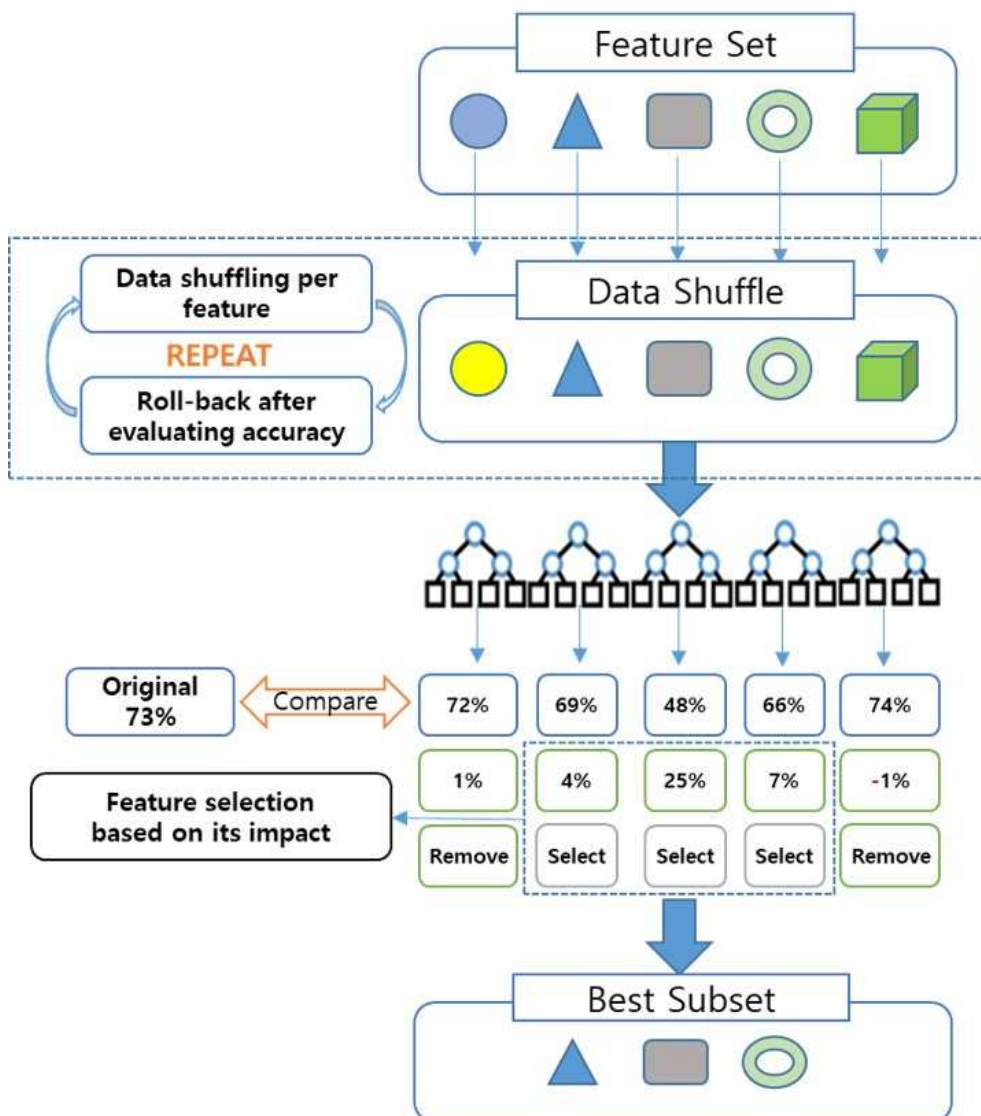 Feature Set
Data Shuffle
Data shuffling per
feature
REPEAT
Roll-back after
evaluating accuracy
Original
73%
Compare
72%
69%
48%
66%
74%
1%
4%
25%
7%
-1%
Feature selection
based on its impact
Remove
Select
Select
Select
Remove
Best Subset